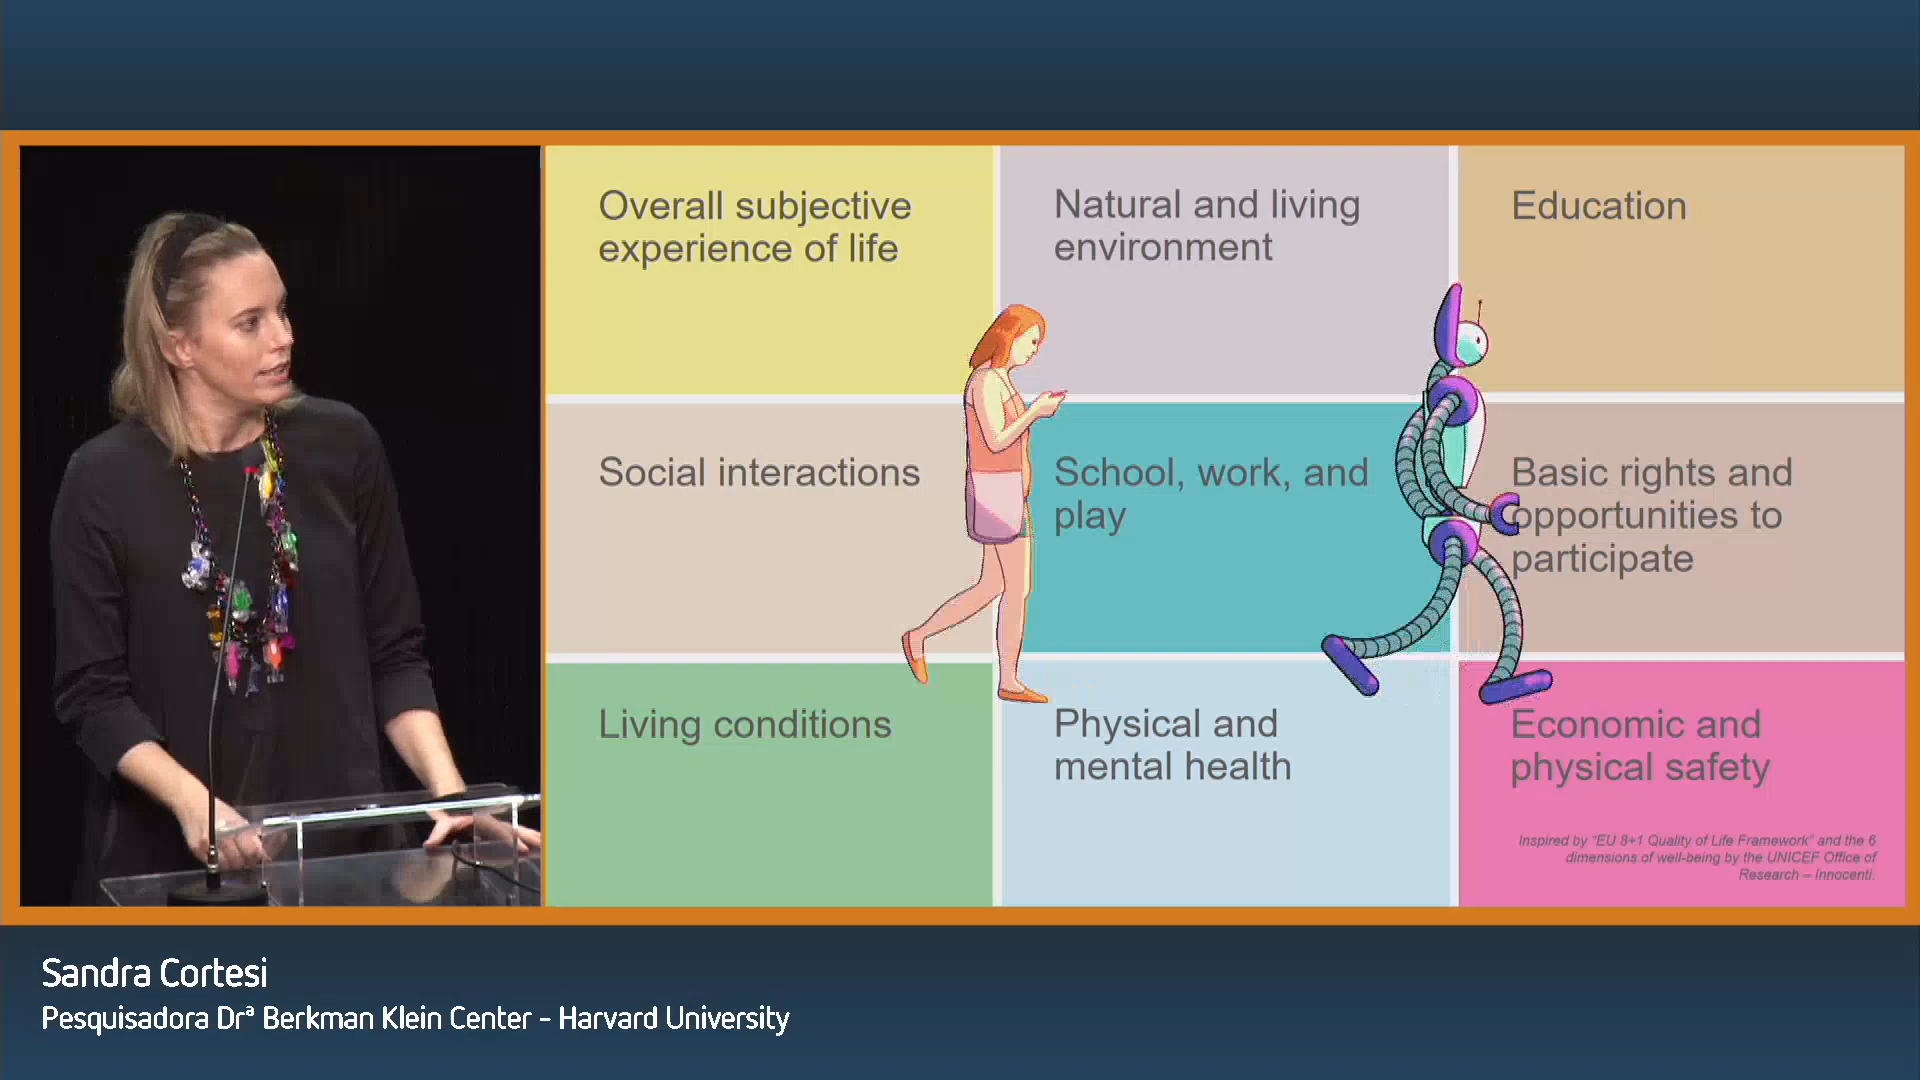 Overall subjective
experience of life
Natural and living
environment
Education
Social interactions
School, work, and
play
Basic rights and
opportunities to
participate
Living conditions
Physical and
mental health
Economic and
physical safety
Inspired by "EU 8+1 Quality of Life Framework" and the 6
dimensions of well-being by the UNICEF Office of
Research – Innocenti.
Sandra Cortesi
Pesquisadora Drª Berkman Klein Center - Harvard University